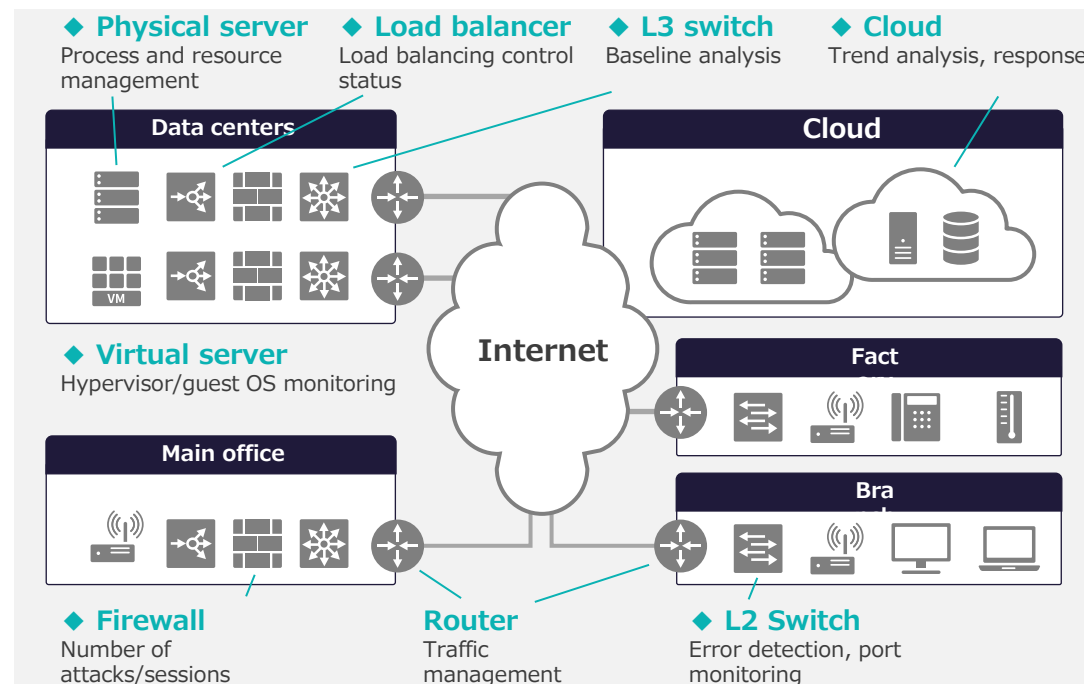 ◆ Physical server
Process and resource
management
◆ Load balancer
Load balancing control
status
◆ L3 switch
Baseline analysis
◆ Cloud
Trend analysis, response
Data centers
Cloud
VM
Internet
◆ Virtual server
Hypervisor/guest OS monitoring
Fact
Main office
Bra
◆ Firewall
Number of
attacks/sessions
Router
Traffic
management
◆ L2 Switch
Error detection, port
monitoring